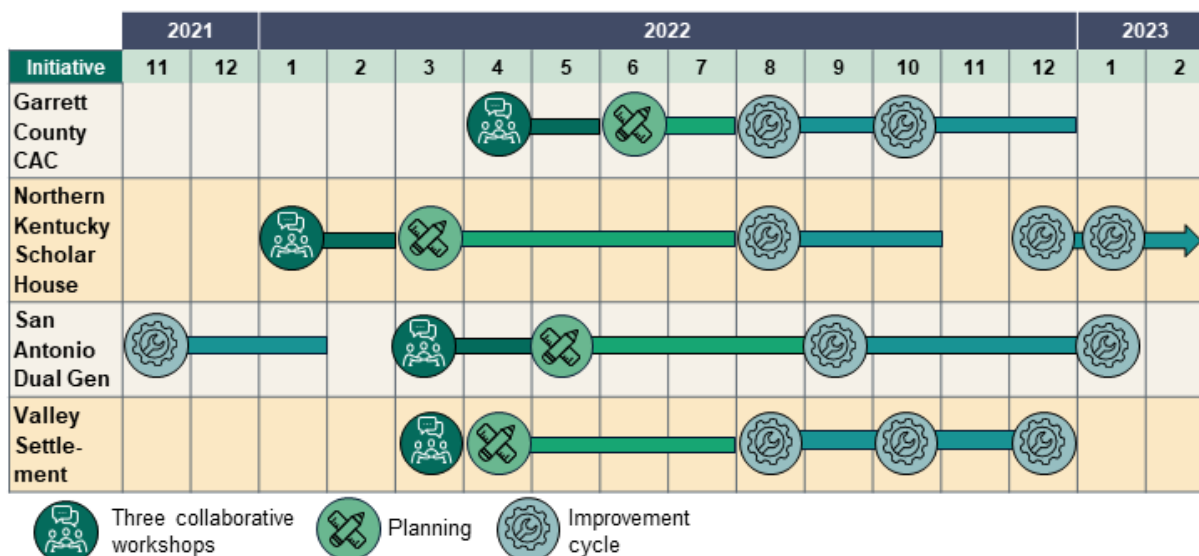 2021 2022 2023
Initiative 11 12 1 2 3 4 5 6 7 8 9 10 11 12 1 2
Garrett
County
CAC
Northern
Kentucky
Scholar
House
San
Antonio
Dual Gen
Valley
Settle-
ment
Three collaborative
workshops
Planning
Improvement
cycle